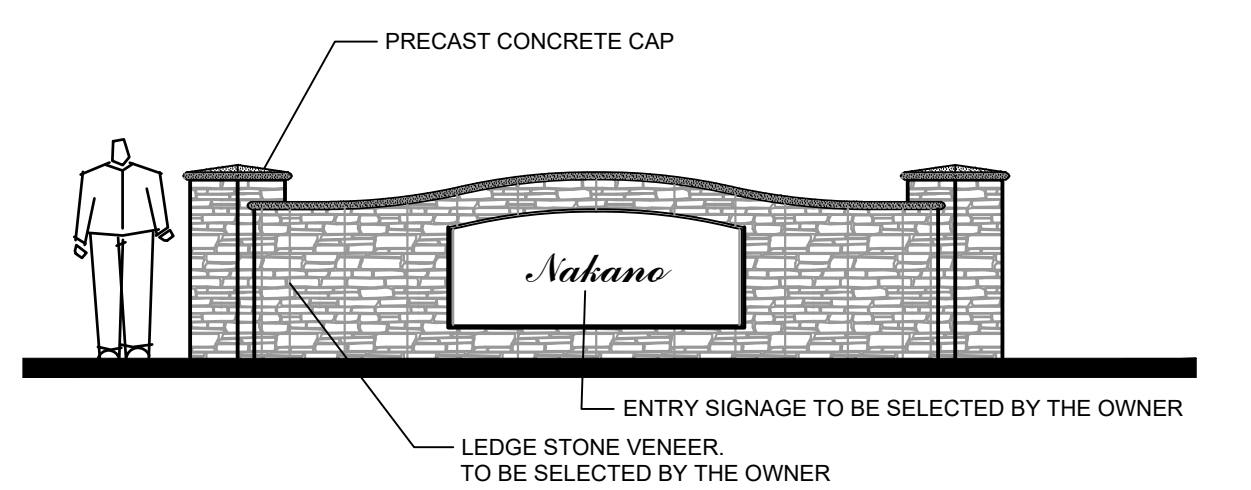 PRECAST CONCRETE CAP
Nakano
ENTRY SIGNAGE TO BE SELECTED BY THE OWNER
LEDGE STONE VENEER.
TO BE SELECTED BY THE OWNER